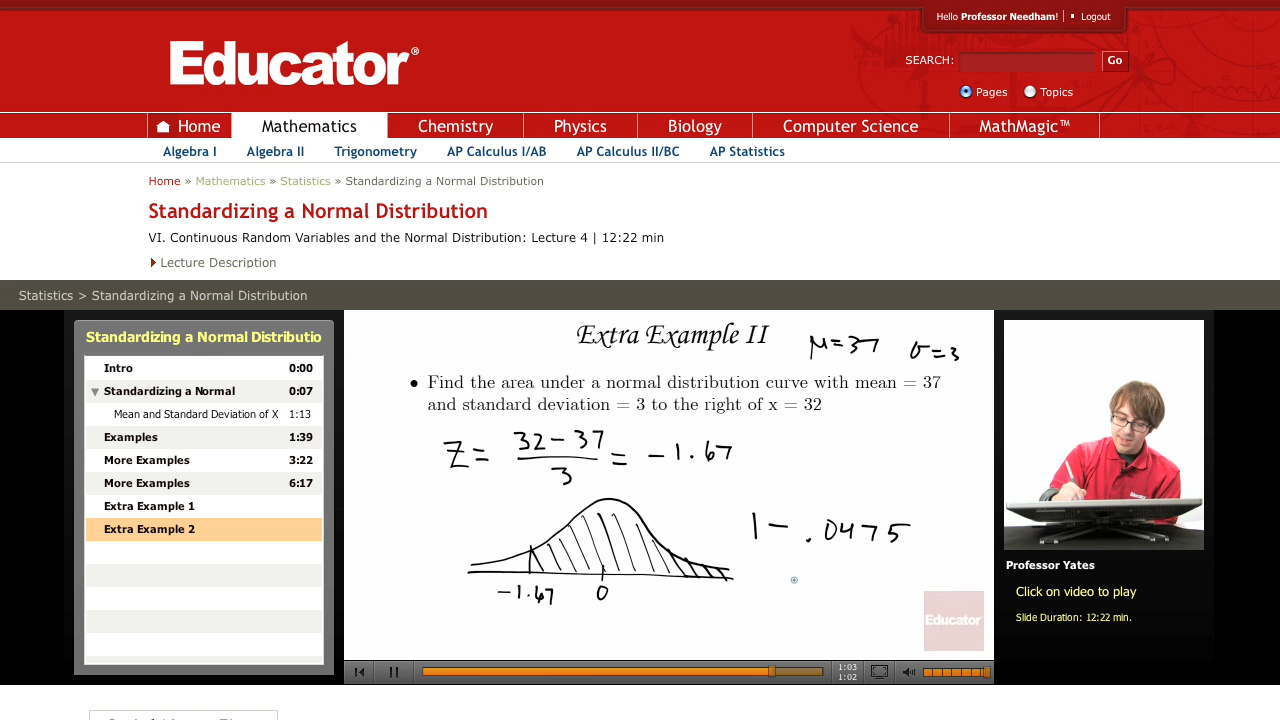 Hello Professor Needham! Logout
Educator®
SEARCH: Go
Pages Topics
Home Mathematics Chemistry Physics Biology Computer Science MathMagic™
Algebra I Algebra II Trigonometry AP Calculus I/AB AP Calculus II/BC AP Statistics
Home » Mathematics » Statistics » Standardizing a Normal Distribution
Standardizing a Normal Distribution
VI. Continuous Random Variables and the Normal Distribution: Lecture 4 | 12:22 min
Lecture Description
Statistics > Standardizing a Normal Distribution
Standardizing a Normal Distributio
Intro 0:00
Standardizing a Normal 0:07
Mean and Standard Deviation of X 1:13
Examples 1:39
More Examples 3:22
More Examples 6:17
Extra Example 1
Extra Example 2
Extra Example II
μ=37 σ=3
• Find the area under a normal distribution curve with mean = 37
and standard deviation = 3 to the right of x = 32
Z = 32-37 / 3 = -1.67
1 - .0475
-1.67 0
Educator
1:03
1:02
Professor Yates
Click on video to play
Slide Duration: 12:22 min.